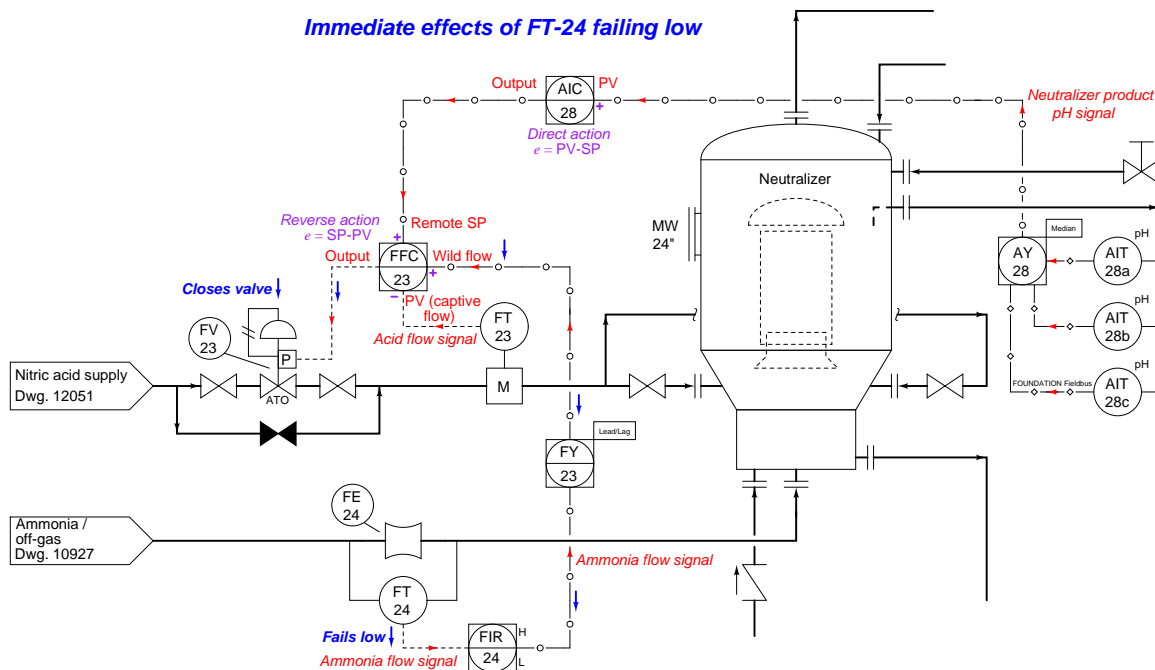 Immediate effects of FT-24 failing low
Output
AIC
28
PV
+
Direct action
e = PV-SP
Neutralizer product
pH signal
Neutralizer
MW
24"
Reverse action
e = SP-PV
Remote SP
+
Output
FFC
23
Wild flow
+
–
PV (captive
flow)
Closes valve
FV
23
P
ATO
FT
23
Acid flow signal
M
Median
AY
28
pH
AIT
28a
pH
AIT
28b
pH
AIT
28c
FOUNDATION Fieldbus
Nitric acid supply
Dwg. 12051
Lead/Lag
FY
23
FE
24
Ammonia /
off-gas
Dwg. 10927
Ammonia flow signal
FT
24
Fails low
Ammonia flow signal
FIR
24
H
L